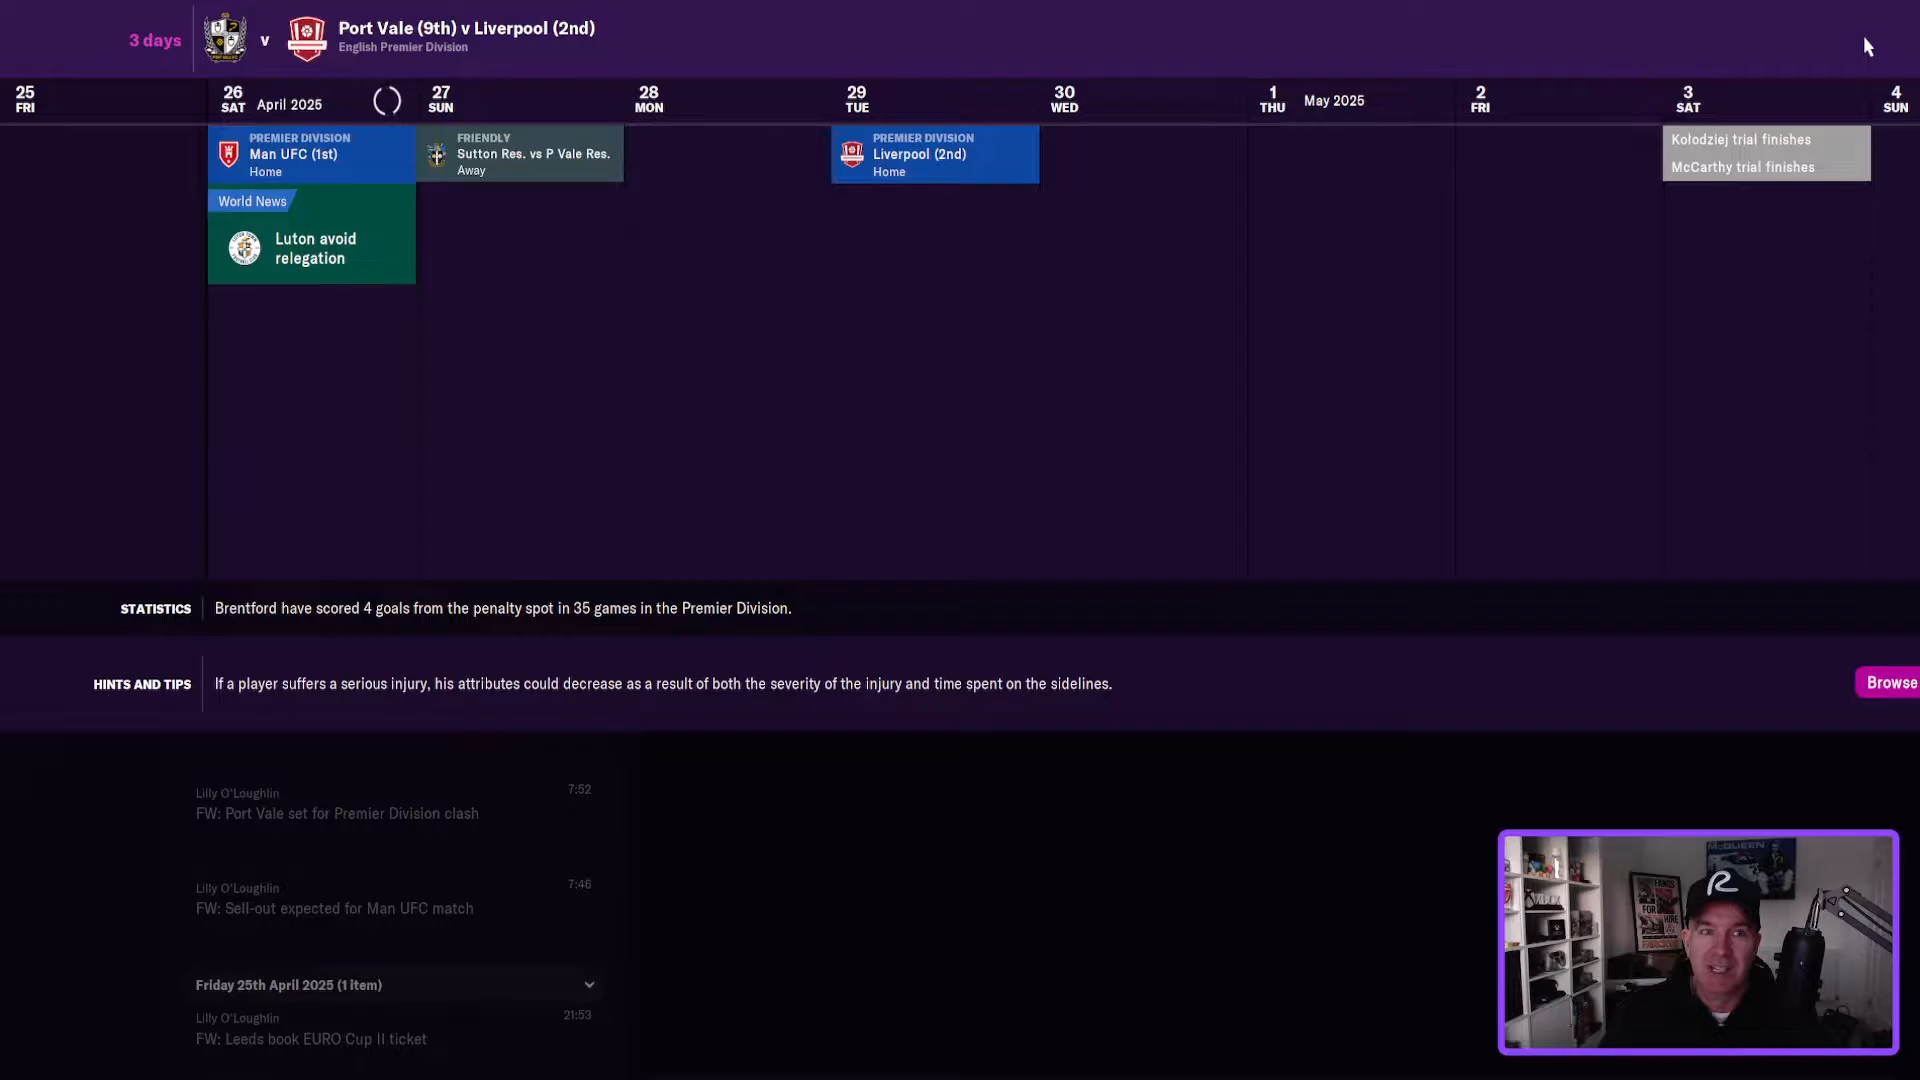 3 days
v
Port Vale (9th) v Liverpool (2nd)
English Premier Division
25
FRI
26
SAT
April 2025
27
SUN
28
MON
29
TUE
30
WED
1
THU
May 2025
2
FRI
3
SAT
4
SUN
PREMIER DIVISION
Man UFC (1st)
Home
World News
Luton avoid
relegation
FRIENDLY
Sutton Res. vs P Vale Res.
Away
PREMIER DIVISION
Liverpool (2nd)
Home
Kołodziej trial finishes
McCarthy trial finishes
STATISTICS
Brentford have scored 4 goals from the penalty spot in 35 games in the Premier Division.
HINTS AND TIPS
If a player suffers a serious injury, his attributes could decrease as a result of both the severity of the injury and time spent on the sidelines.
Browse
Lilly O'Loughlin
7:52
FW: Port Vale set for Premier Division clash
Lilly O'Loughlin
7:46
FW: Sell-out expected for Man UFC match
Friday 25th April 2025 (1 item)
Lilly O'Loughlin
21:53
FW: Leeds book EURO Cup II ticket
McQUEEN
FANGS
FOR
HIRE
R